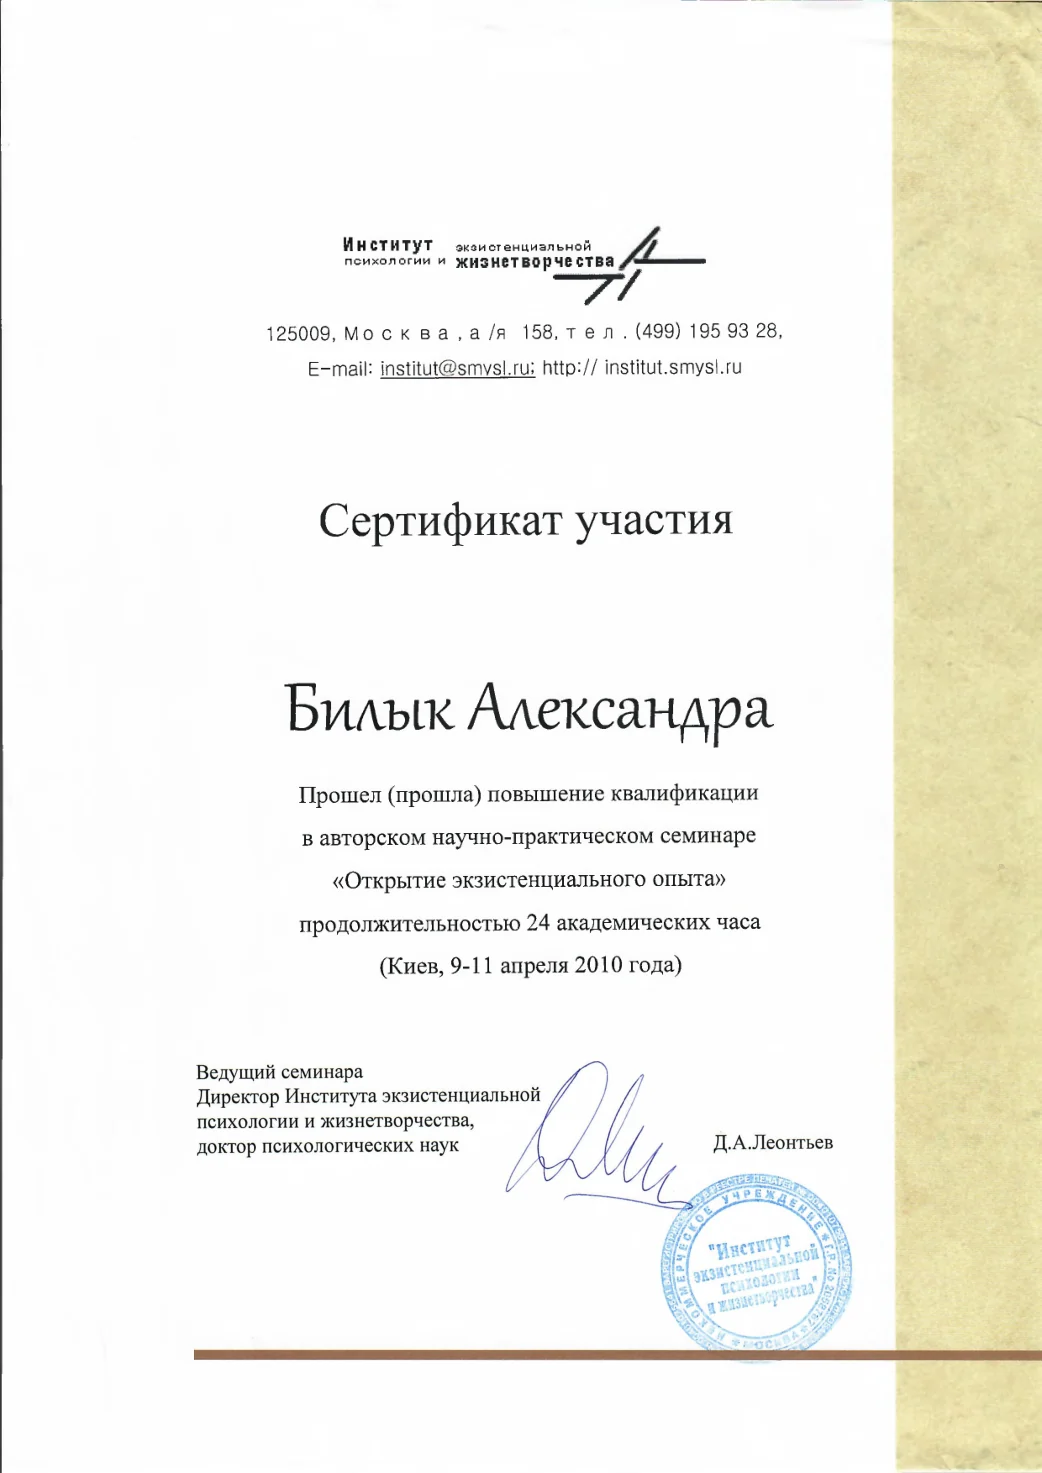 Институт экзистенциальной
психологии и жизнетворчества
125009, Москва, а/я 158, тел. (499) 195 93 28,
E-mail: institut@smysl.ru; http:// institut.smysl.ru
Сертификат участия
Билык Александра
Прошел (прошла) повышение квалификации
в авторском научно-практическом семинаре
«Открытие экзистенциального опыта»
продолжительностью 24 академических часа
(Киев, 9-11 апреля 2010 года)
Ведущий семинара
Директор Института экзистенциальной
психологии и жизнетворчества,
доктор психологических наук
Д.А.Леонтьев
НЕКОММЕРЧЕСКОЕ УЧРЕЖДЕНИЕ
МОСКВА
"Институт
экзистенциальной
психологии
и жизнетворчества"